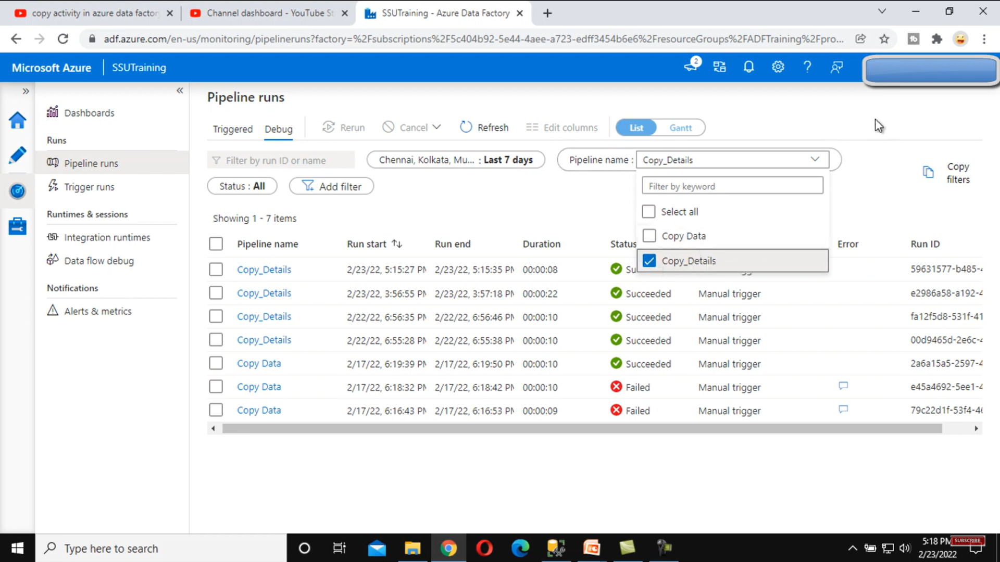 copy activity in azure data factor
Channel dashboard - YouTube St
SSUTraining - Azure Data Factory
adf.azure.com/en-us/monitoring/pipelineruns?factory=%2Fsubscriptions%2F5c404b92-5e44-4aee-a723-edff3454b6e6%2FresourceGroups%2FADFTraining%2Fpro...
Microsoft Azure SSUTraining 2
Pipeline runs
Dashboards
Runs
Pipeline runs
Trigger runs
Runtimes & sessions
Integration runtimes
Data flow debug
Notifications
Alerts & metrics
Triggered Debug Rerun Cancel Refresh Edit columns List Gantt
Filter by run ID or name Chennai, Kolkata, Mu... : Last 7 days Pipeline name : Copy_Details
Copy filters
Status : All Add filter
Filter by keyword
Select all
Copy Data
Copy_Details
Showing 1 - 7 items
Pipeline name Run start Run end Duration Status Error Run ID
Copy_Details 2/23/22, 5:15:27 PM 2/23/22, 5:15:35 PM 00:00:08 Su 59631577-b485-4
Copy_Details 2/23/22, 3:56:55 PM 2/23/22, 3:57:18 PM 00:00:22 Succeeded Manual trigger e2986a58-a192-4
Copy_Details 2/22/22, 6:56:35 PM 2/22/22, 6:56:46 PM 00:00:10 Succeeded Manual trigger fa12f5d8-531f-41
Copy_Details 2/22/22, 6:55:28 PM 2/22/22, 6:55:38 PM 00:00:10 Succeeded Manual trigger 00d9465d-2e6c-4
Copy Data 2/17/22, 6:19:39 PM 2/17/22, 6:19:50 PM 00:00:10 Succeeded Manual trigger 2a6a15a5-2597-4
Copy Data 2/17/22, 6:18:32 PM 2/17/22, 6:18:42 PM 00:00:10 Failed Manual trigger e45a4692-5ee1-4
Copy Data 2/17/22, 6:16:43 PM 2/17/22, 6:16:53 PM 00:00:09 Failed Manual trigger 79c22d1f-53f4-46
Type here to search
5:18 PM
SUBSCRIBE
2/23/2022